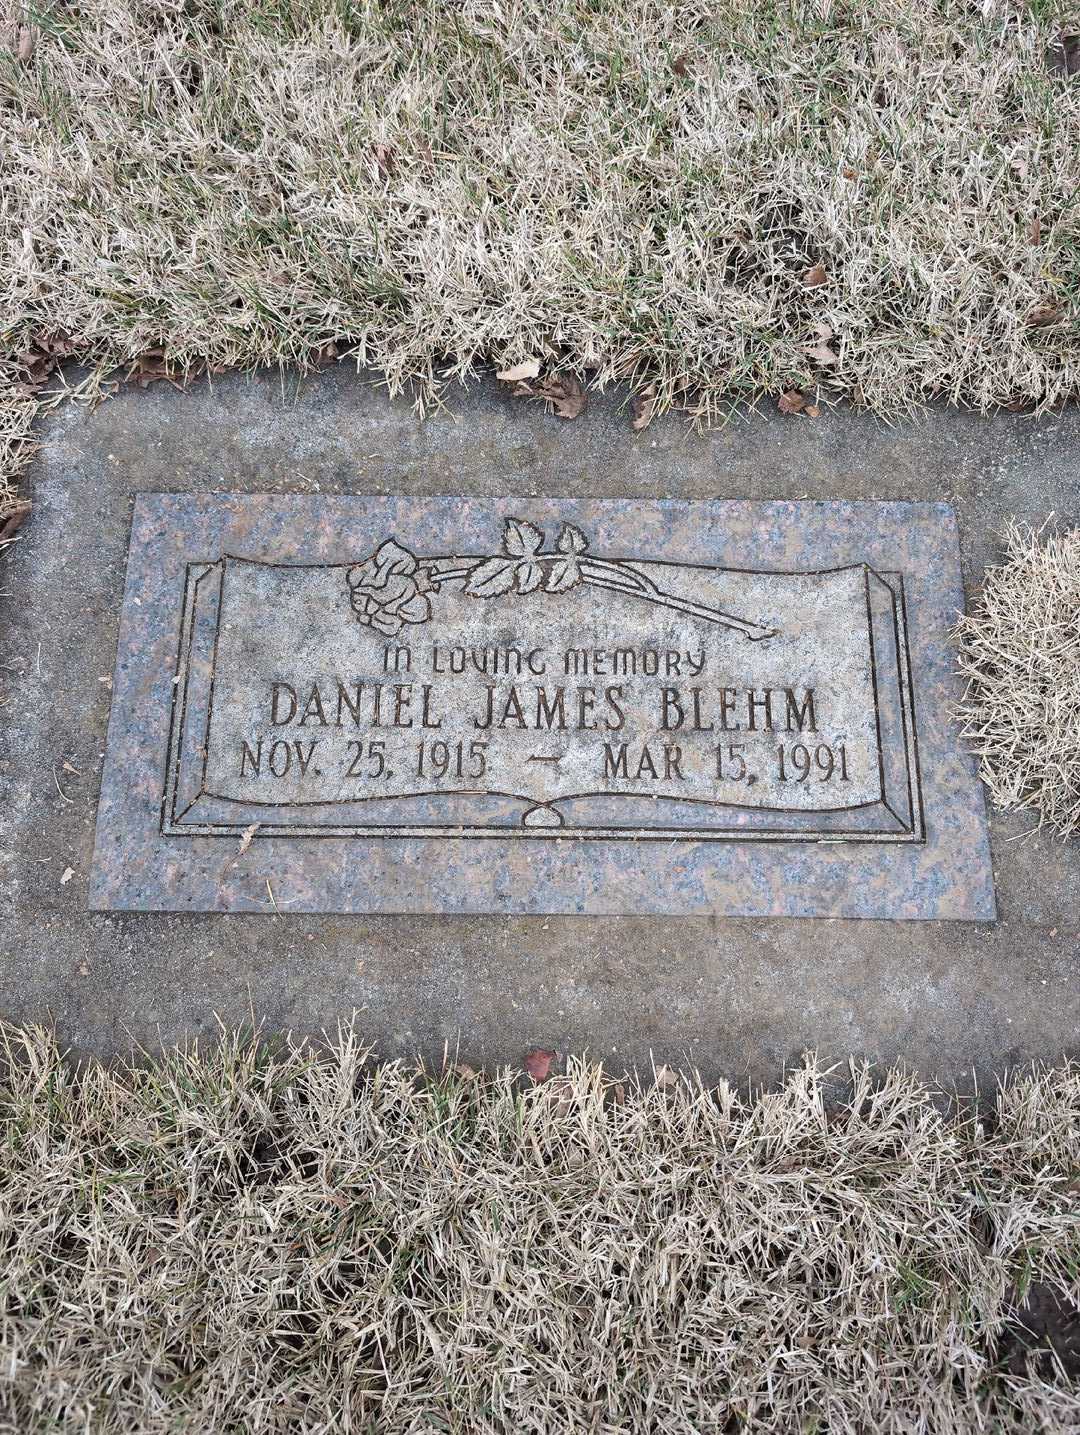 In Loving Memory
DANIEL JAMES BLEHM
NOV. 25, 1915 – MAR 15, 1991